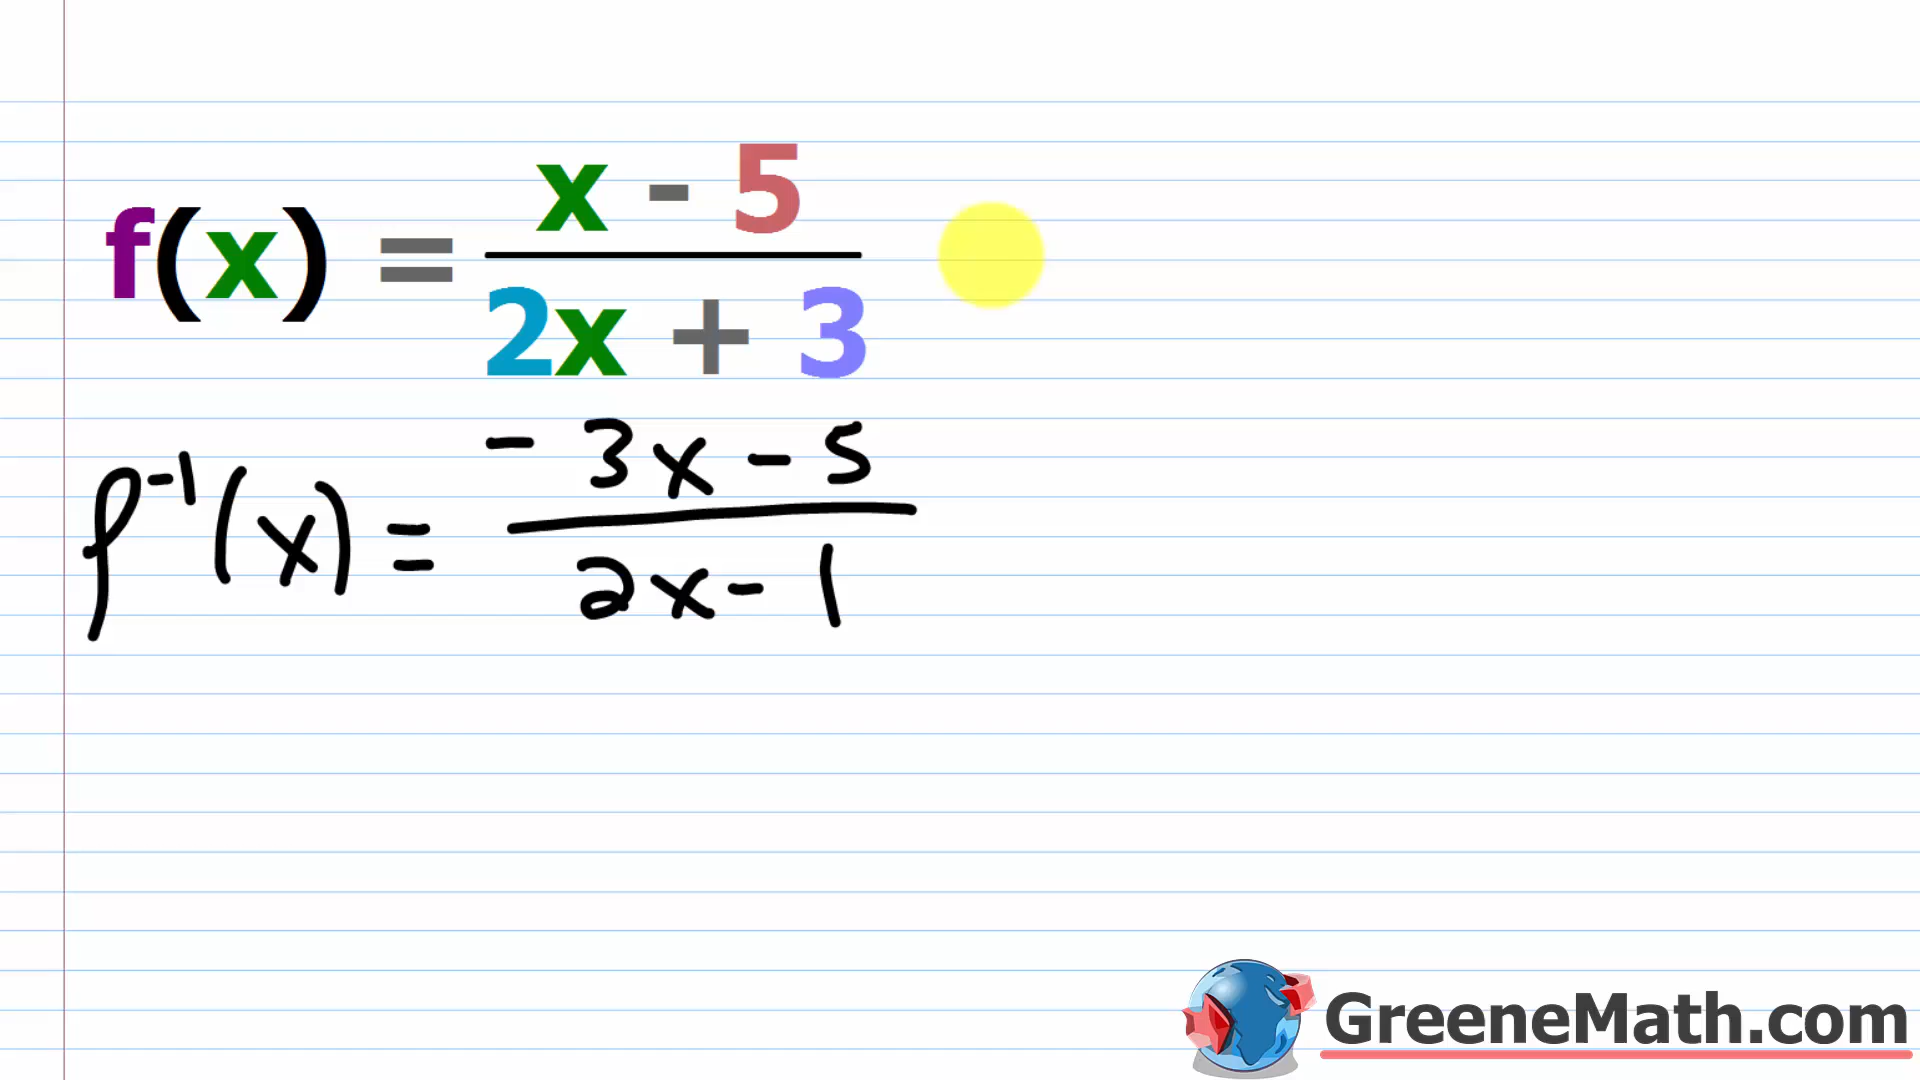 f(x) = x - 5 / 2x + 3
f⁻¹(x) = - 3x - 5 / 2x - 1
GreeneMath.com